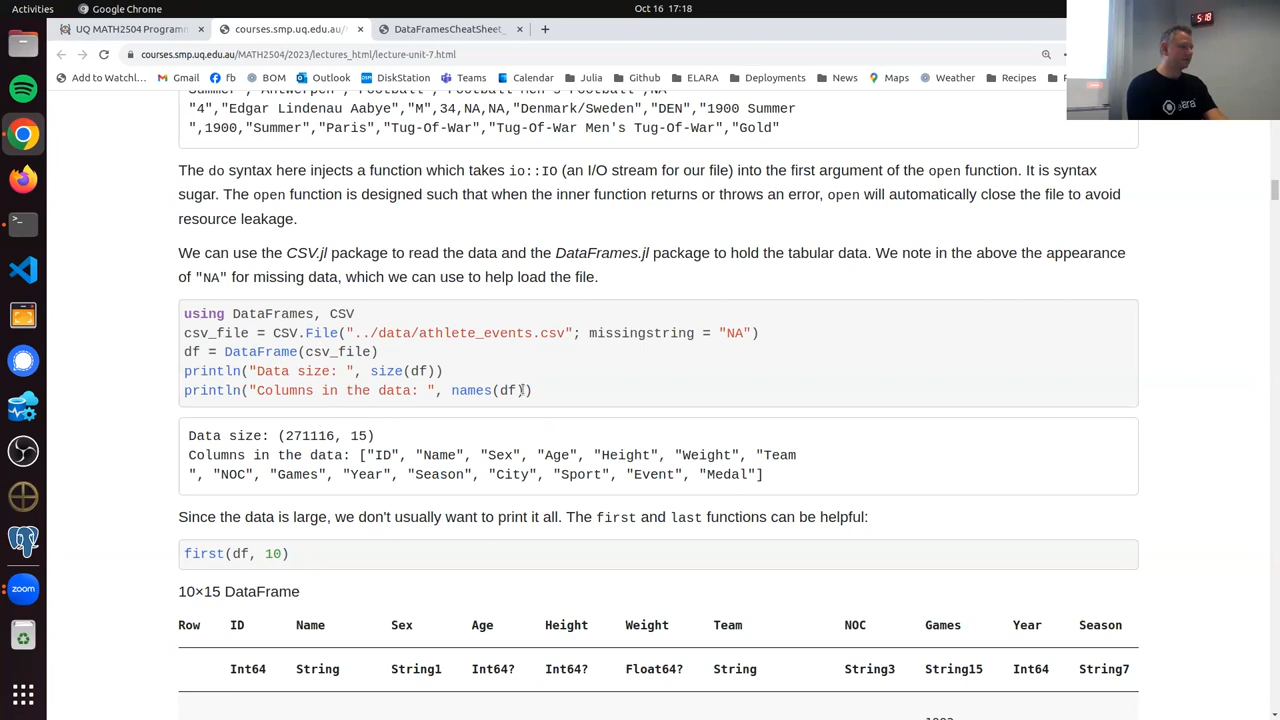 Activities
Google Chrome
Oct 16 17:18
UQ MATH2504 Programm
courses.smp.uq.edu.au/
DataFramesCheatSheet_
courses.smp.uq.edu.au/MATH2504/2023/lectures_html/lecture-unit-7.html
Add to Watchl... Gmail Fb BOM Outlook DiskStation Teams Calendar Julia Github ELARA Deployments News Maps Weather Recipes
5:18
elara
"4","Edgar Lindenau Aabye","M",34,NA,NA,"Denmark/Sweden","DEN","1900 Summer
",1900,"Summer","Paris","Tug-Of-War","Tug-Of-War Men's Tug-Of-War","Gold"
The do syntax here injects a function which takes io::IO (an I/O stream for our file) into the first argument of the open function. It is syntax
sugar. The open function is designed such that when the inner function returns or throws an error, open will automatically close the file to avoid
resource leakage.
We can use the CSV.jl package to read the data and the DataFrames.jl package to hold the tabular data. We note in the above the appearance
of "NA" for missing data, which we can use to help load the file.
using DataFrames, CSV
csv_file = CSV.File("../data/athlete_events.csv"; missingstring = "NA")
df = DataFrame(csv_file)
println("Data size: ", size(df))
println("Columns in the data: ", names(df))
Data size: (271116, 15)
Columns in the data: ["ID", "Name", "Sex", "Age", "Height", "Weight", "Team
", "NOC", "Games", "Year", "Season", "City", "Sport", "Event", "Medal"]
Since the data is large, we don't usually want to print it all. The first and last functions can be helpful:
first(df, 10)
10×15 DataFrame
Row ID Name Sex Age Height Weight Team NOC Games Year Season
Int64 String String1 Int64? Int64? Float64? String String3 String15 Int64 String7
zoom